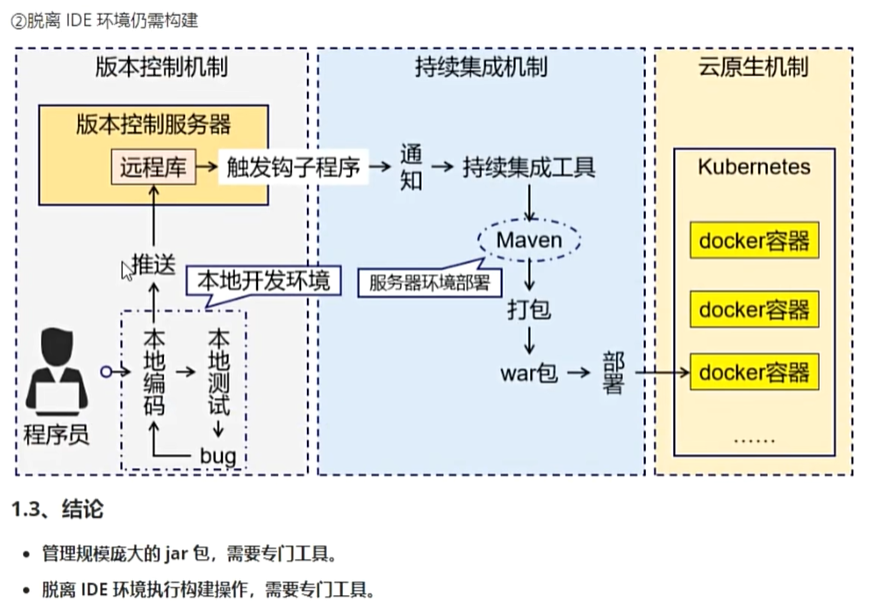 ②脱离 IDE 环境仍需构建
版本控制机制
持续集成机制
云原生机制
版本控制服务器
远程库
触发钩子程序
通知
持续集成工具
Kubernetes
Maven
docker容器
推送
本地开发环境
服务器环境部署
打包
docker容器
本地编码
本地测试
war包
部署
docker容器
程序员
bug
......
1.3、结论
• 管理规模庞大的 jar 包，需要专门工具。
• 脱离 IDE 环境执行构建操作，需要专门工具。